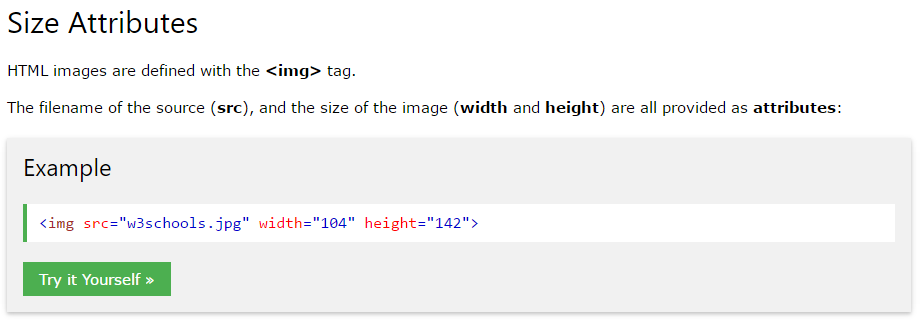 Size Attributes
HTML images are defined with the <img> tag.
The filename of the source (src), and the size of the image (width and height) are all provided as attributes:
Example
<img src="w3schools.jpg" width="104" height="142">
Try it Yourself »